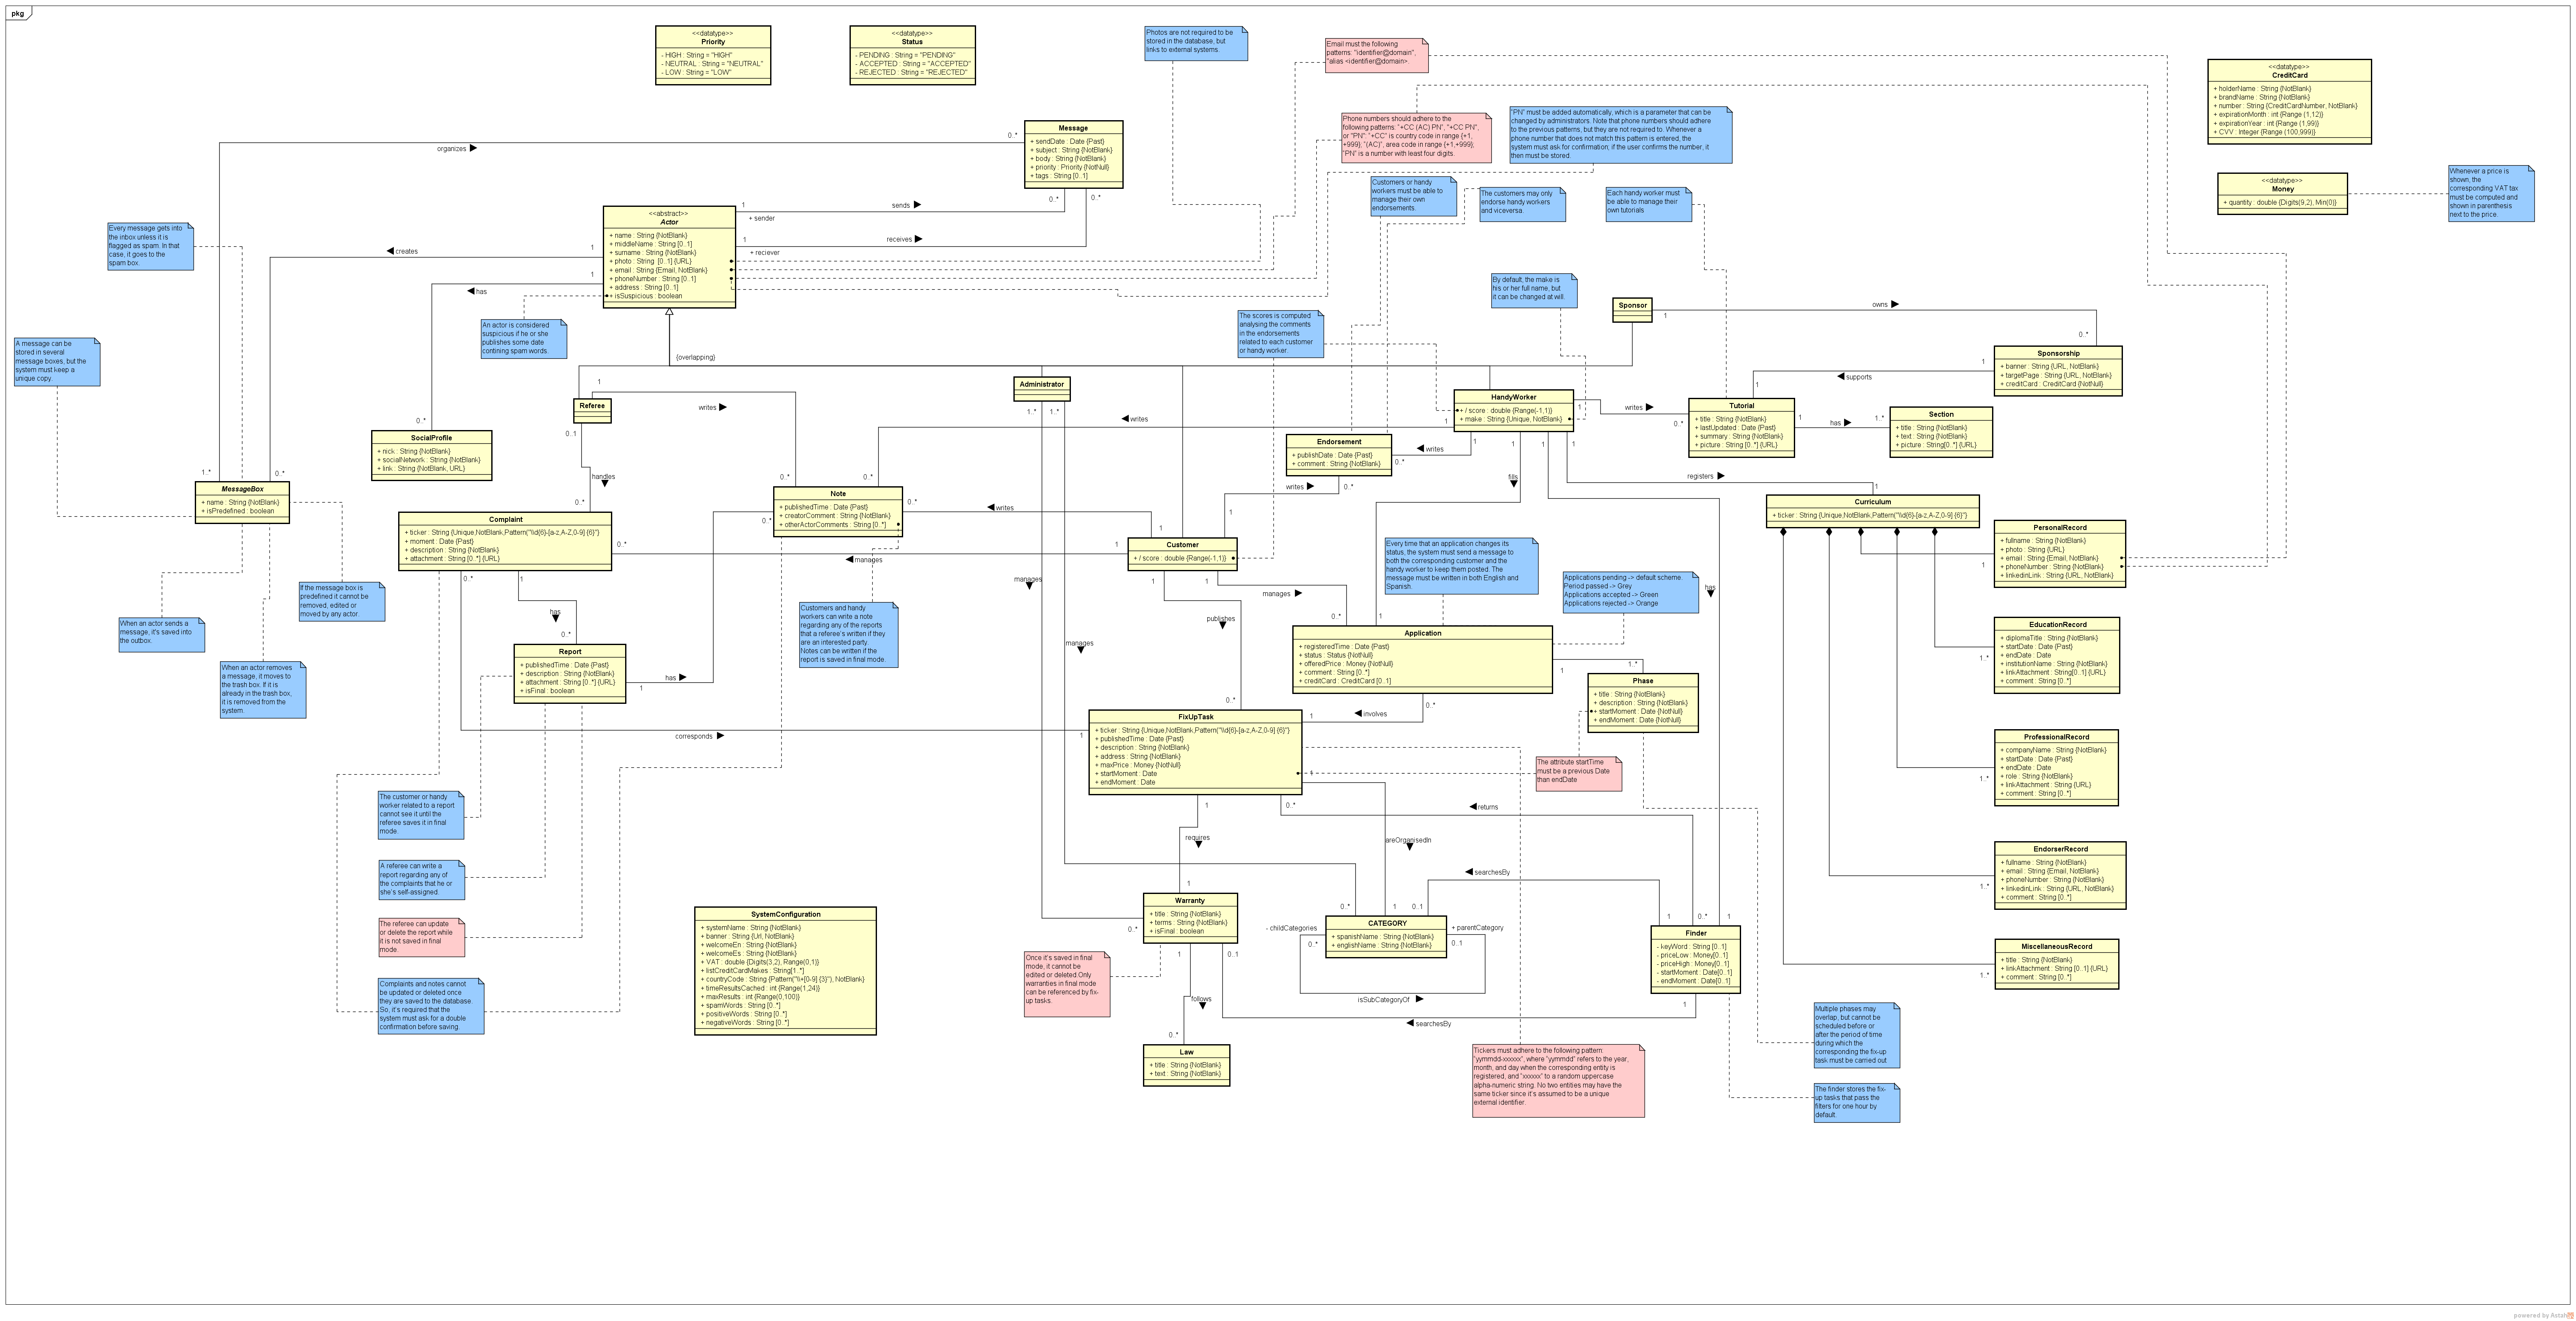 pkg
<<datatype>>
Priority
- HIGH : String = "HIGH"
- NEUTRAL : String = "NEUTRAL"
- LOW : String = "LOW"
<<datatype>>
Status
- PENDING : String = "PENDING"
- ACCEPTED : String = "ACCEPTED"
- REJECTED : String = "REJECTED"
Photos are not required to be
stored in the database, but
links to external systems.
Email must the following
patterns: "identifier@domain",
"alias <identifier@domain>.
<<datatype>>
CreditCard
+ holderName : String {NotBlank}
+ brandName : String {NotBlank}
+ number : String {CreditCardNumber, NotBlank}
+ expirationMonth : int {Range (1,12)}
+ expirationYear : int {Range (1,99)}
+ CVV : Integer {Range (100,999)}
Phone numbers should adhere to the
following patterns: "+CC (AC) PN", "+CC PN",
or "PN": "+CC" is country code in range {+1,
+999}; "(AC)", area code in range {+1,+999};
"PN" is a number with least four digits.
"PN" must be added automatically, which is a parameter that can be
changed by administrators. Note that phone numbers should adhere
to the previous patterns, but they are not required to. Whenever a
phone number that does not match this pattern is entered, the
system must ask for confirmation; if the user confirms the number, it
then must be stored.
<<datatype>>
Money
+ quantity : double {Digits(9,2), Min(0)}
Whenever a price is
shown, the
corresponding VAT tax
must be computed and
shown in parenthesis
next to the price.
Message
+ sendDate : Date {Past}
+ subject : String {NotBlank}
+ body : String {NotBlank}
+ priority : Priority {NotNull}
+ tags : String [0..1]
0..*
organizes
1
sends
+ sender
0..*
0..*
1
receives
+ reciever
<<abstract>>
Actor
+ name : String {NotBlank}
+ middleName : String [0..1]
+ surname : String {NotBlank}
+ photo : String [0..1] {URL}
+ email : String {Email, NotBlank}
+ phoneNumber : String [0..1]
+ address : String [0..1]
+ isSuspicious : boolean
Customers or handy
workers must be able to
manage their own
endorsements.
The customers may only
endorse handy workers
and viceversa.
Each handy worker must
be able to manage their
own tutorials
Every message gets into
the inbox unless it is
flagged as spam. In that
case, it goes to the
spam box.
creates
1
1
has
By default, the make is
his or her full name, but
it can be changed at will.
An actor is considered
suspicious if he or she
publishes some date
contining spam words.
The scores is computed
analysing the comments
in the endorsements
related to each customer
or handy worker.
Sponsor
1
owns
0..*
A message can be
stored in several
message boxes, but the
system must keep a
unique copy.
{overlapping}
Sponsorship
+ banner : String {URL, NotBlank}
+ targetPage : String {URL, NotBlank}
+ creditCard : CreditCard {NotNull}
1
supports
1
Administrator
1..*
1..*
Referee
1
writes
0..1
HandyWorker
+ / score : double {Range(-1,1)}
+ make : String {Unique, NotBlank}
1
writes
0..*
writes
1
Tutorial
+ title : String {NotBlank}
+ lastUpdated : Date {Past}
+ summary : String {NotBlank}
+ picture : String [0..*] {URL}
1
has
1..*
Section
+ title : String {NotBlank}
+ text : String {NotBlank}
+ picture : String[0..*] {URL}
0..*
SocialProfile
+ nick : String {NotBlank}
+ socialNetwork : String {NotBlank}
+ link : String {NotBlank, URL}
Endorsement
+ publishDate : Date {Past}
+ comment : String {NotBlank}
writes
1
0..*
1
1
1
1..*
0..*
MessageBox
+ name : String {NotBlank}
+ isPredefined : boolean
handles
0..*
0..*
0..*
writes
0..*
1
fills
registers
1
Curriculum
+ ticker : String {Unique,NotBlank,Pattern("\\d{6}-[a-z,A-Z,0-9] {6}"}
Note
+ publishedTime : Date {Past}
+ creatorComment : String {NotBlank}
+ otherActorComments : String [0..*]
0..*
writes
1
0..*
Complaint
+ ticker : String {Unique,NotBlank,Pattern("\\d{6}-[a-z,A-Z,0-9] {6}"}
+ moment : Date {Past}
+ description : String {NotBlank}
+ attachment : String [0..*] {URL}
0..*
manages
1
Customer
+ / score : double {Range(-1,1)}
PersonalRecord
+ fullname : String {NotBlank}
+ photo : String {URL}
+ email : String {Email, NotBlank}
+ phoneNumber : String {NotBlank}
+ linkedinLink : String {URL, NotBlank}
1
Every time that an application changes its
status, the system must send a message to
both the corresponding customer and the
handy worker to keep them posted. The
message must be written in both English and
Spanish.
Applications pending -> default scheme.
Period passed -> Grey
Applications accepted -> Green
Applications rejected -> Orange
If the message box is
predefined it cannot be
removed, edited or
moved by any actor.
0..*
1
has
0..*
manages
1
1
manages
0..*
1
has
Customers and handy
workers can write a note
regarding any of the reports
that a referee's written if they
are an interested party.
Notes can be written if the
report is saved in final mode.
When an actor sends a
message, it's saved into
the outbox.
publishes
manages
Application
+ registeredTime : Date {Past}
+ status : Status {NotNull}
+ offeredPrice : Money {NotNull}
+ comment : String [0..*]
+ creditCard : CreditCard [0..1]
EducationRecord
+ diplomaTitle : String {NotBlank}
+ startDate : Date {Past}
+ endDate : Date
+ institutionName : String {NotBlank}
+ linkAttachment : String[0..1] {URL}
+ comment : String [0..*]
1..*
Report
+ publishedTime : Date {Past}
+ description : String {NotBlank}
+ attachment : String [0..*] {URL}
+ isFinal : boolean
1
has
When an actor removes
a message, it moves to
the trash box. If it is
already in the trash box,
it is removed from the
system.
1
1..*
Phase
+ title : String {NotBlank}
+ description : String {NotBlank}
+ startMoment : Date {NotNull}
+ endMoment : Date {NotNull}
0..*
0..*
involves
1
FixUpTask
+ ticker : String {Unique,NotBlank,Pattern("\\d{6}-[a-z,A-Z,0-9] {6}"}
+ publishedTime : Date {Past}
+ description : String {NotBlank}
+ address : String {NotBlank}
+ maxPrice : Money {NotNull}
+ startMoment : Date
+ endMoment : Date
corresponds
1
1
The attribute startTime
must be a previous Date
than endDate
ProfessionalRecord
+ companyName : String {NotBlank}
+ startDate : Date {Past}
+ endDate : Date
+ role : String {NotBlank}
+ linkAttachment : String {URL}
+ comment : String [0..*]
1..*
The customer or handy
worker related to a report
cannot see it until the
referee saves it in final
mode.
1
0..*
returns
requires
areOrganisedIn
EndorserRecord
+ fullname : String {NotBlank}
+ email : String {Email, NotBlank}
+ phoneNumber : String {NotBlank}
+ linkedinLink : String {URL, NotBlank}
+ comment : String [0..*]
1..*
A referee can write a
report regarding any of
the complaints that he or
she's self-assigned.
searchesBy
1
Warranty
+ title : String {NotBlank}
+ terms : String {NotBlank}
+ isFinal : boolean
0..*
0..*
1
0..1
CATEGORY
+ spanishName : String {NotBlank}
+ englishName : String {NotBlank}
- childCategories
0..*
+ parentCategory
0..1
isSubCategoryOf
1
0..*
1
Finder
- keyWord : String [0..1]
- priceLow : Money[0..1]
- priceHigh : Money[0..1]
- startMoment : Date[0..1]
- endMoment : Date[0..1]
SystemConfiguration
+ systemName : String {NotBlank}
+ banner : String {Url, NotBlank}
+ welcomeEn : String {NotBlank}
+ welcomeEs : String {NotBlank}
+ VAT : double {Digits(3,2), Range(0,1)}
+ listCreditCardMakes : String[1..*]
+ countryCode : String {Pattern("\\+[0-9] {3}"), NotBlank}
+ timeResultsCached : int {Range(1,24)}
+ maxResults : int {Range(0,100)}
+ spamWords : String [0..*]
+ positiveWords : String [0..*]
+ negativeWords : String [0..*]
The referee can update
or delete the report while
it is not saved in final
mode.
MiscellaneousRecord
+ title : String {NotBlank}
+ linkAttachment : String [0..1] {URL}
+ comment : String [0..*]
1..*
Once it's saved in final
mode, it cannot be
edited or deleted.Only
warranties in final mode
can be referenced by fix-
up tasks.
1
0..1
follows
1
searchesBy
Complaints and notes cannot
be updated or deleted once
they are saved to the database.
So, it's required that the
system must ask for a double
confirmation before saving.
0..*
Law
+ title : String {NotBlank}
+ text : String {NotBlank}
Multiple phases may
overlap, but cannot be
scheduled before or
after the period of time
during which the
corresponding the fix-up
task must be carried out
Tickers must adhere to the following pattern:
"yymmdd-xxxxxx", where "yymmdd" refers to the year,
month, and day when the corresponding entity is
registered, and "xxxxxx" to a random uppercase
alpha-numeric string. No two entities may have the
same ticker since it's assumed to be a unique
external identifier.
The finder stores the fix-
up tasks that pass the
filters for one hour by
default.
powered by Astah